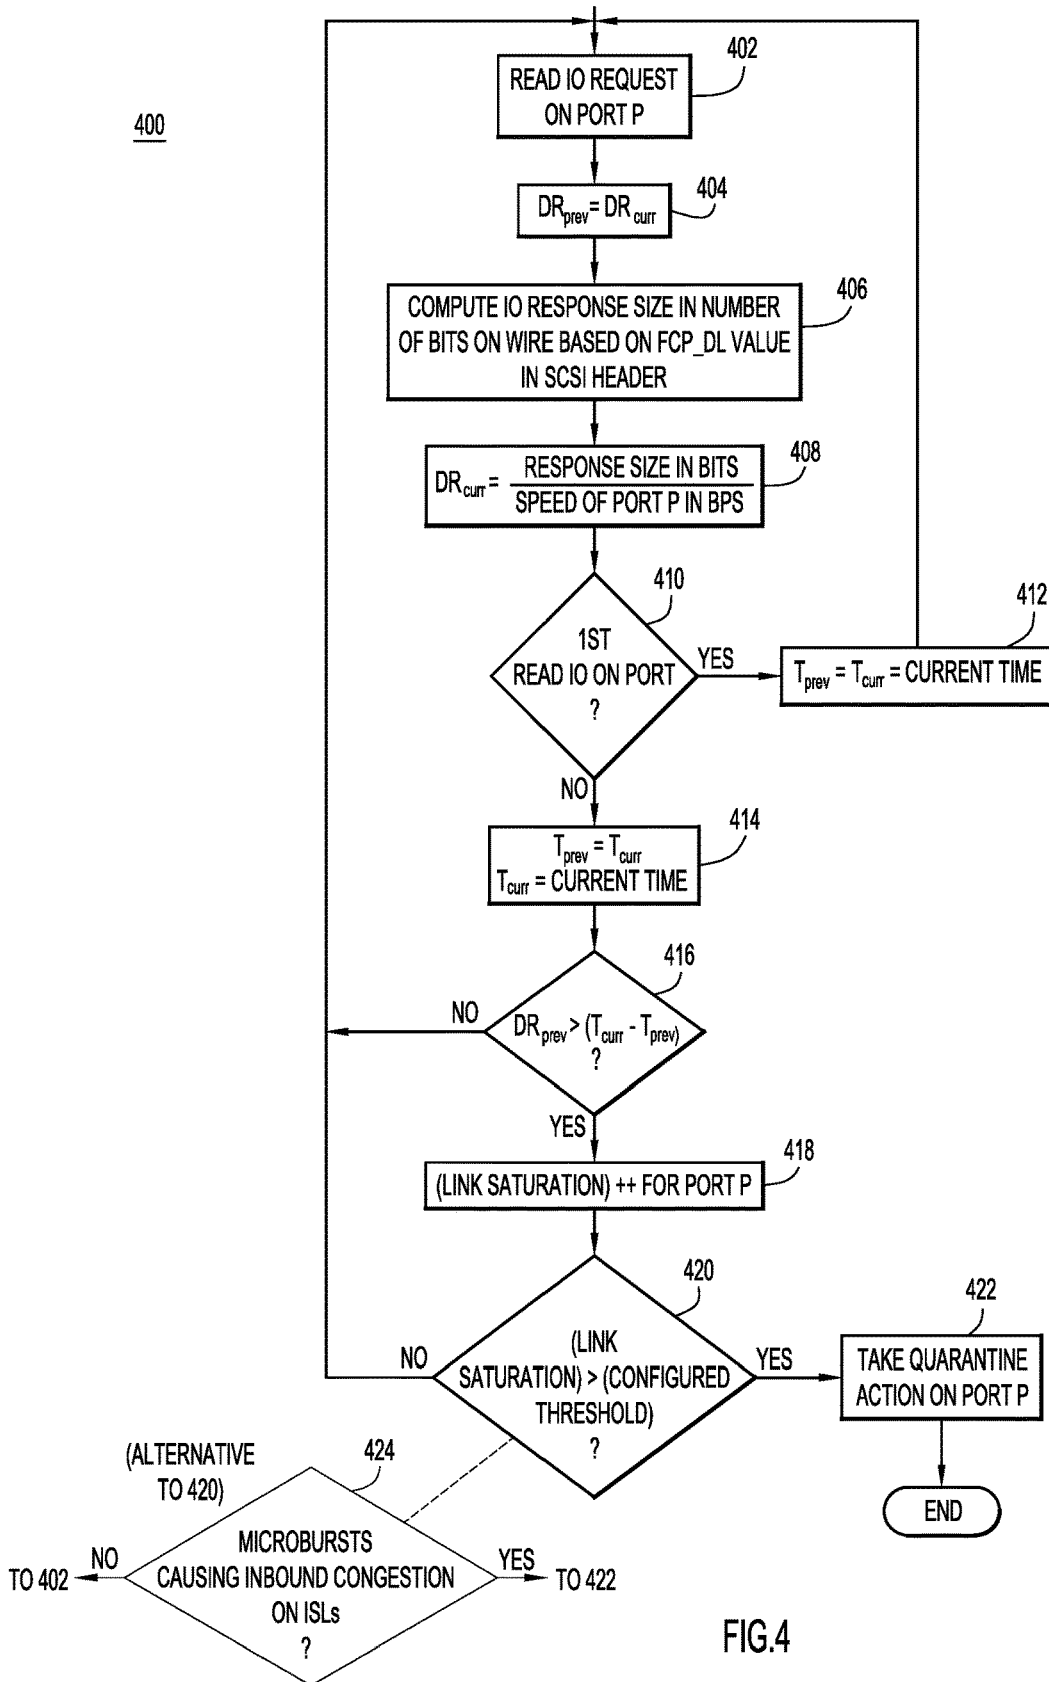 400
READ IO REQUEST
ON PORT P
402
DRprev = DRcurr
404
COMPUTE IO RESPONSE SIZE IN NUMBER
OF BITS ON WIRE BASED ON FCP_DL VALUE
IN SCSI HEADER
406
DRcurr = RESPONSE SIZE IN BITS
SPEED OF PORT P IN BPS
408
410
1ST
READ IO ON PORT
?
YES
NO
412
Tprev = Tcurr = CURRENT TIME
Tprev = Tcurr
Tcurr = CURRENT TIME
414
416
DRprev > (Tcurr - Tprev)
?
NO
YES
(LINK SATURATION) ++ FOR PORT P
418
420
(LINK
SATURATION) > (CONFIGURED
THRESHOLD)
?
NO
YES
422
TAKE QUARANTINE
ACTION ON PORT P
END
(ALTERNATIVE
TO 420)
424
MICROBURSTS
CAUSING INBOUND CONGESTION
ON ISLs
?
NO
TO 402
YES
TO 422
FIG.4